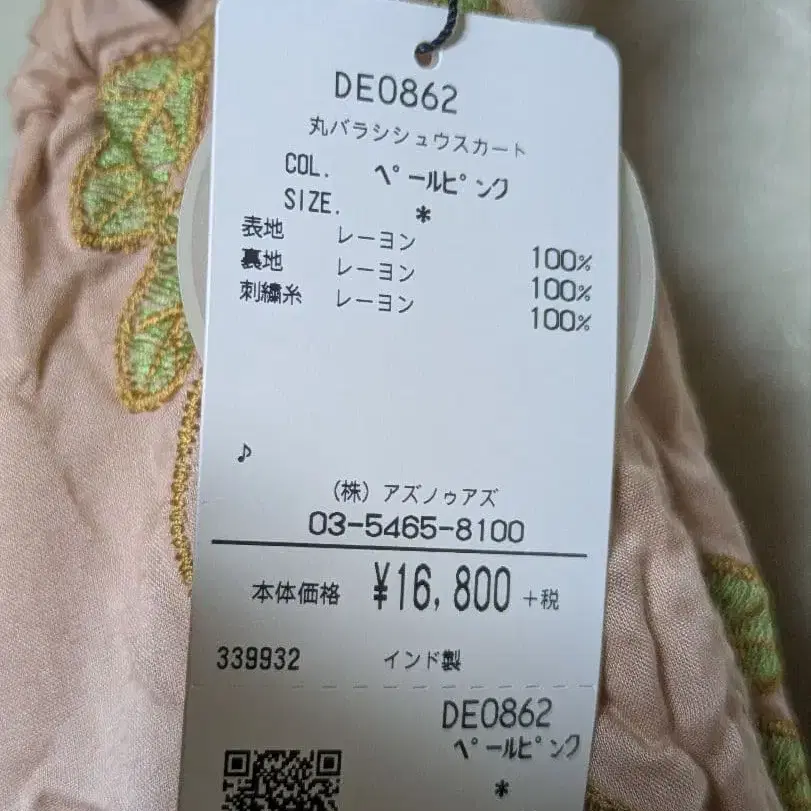 DE0862
丸バラシシュウスカート
COL. ペールピンク
SIZE. *
表地 レーヨン 100%
裏地 レーヨン 100%
刺繍糸 レーヨン 100%
♪
(株) アズノゥアズ
03-5465-8100
本体価格 ¥16,800 +税
339932 インド製
DE0862
ペールピンク
*